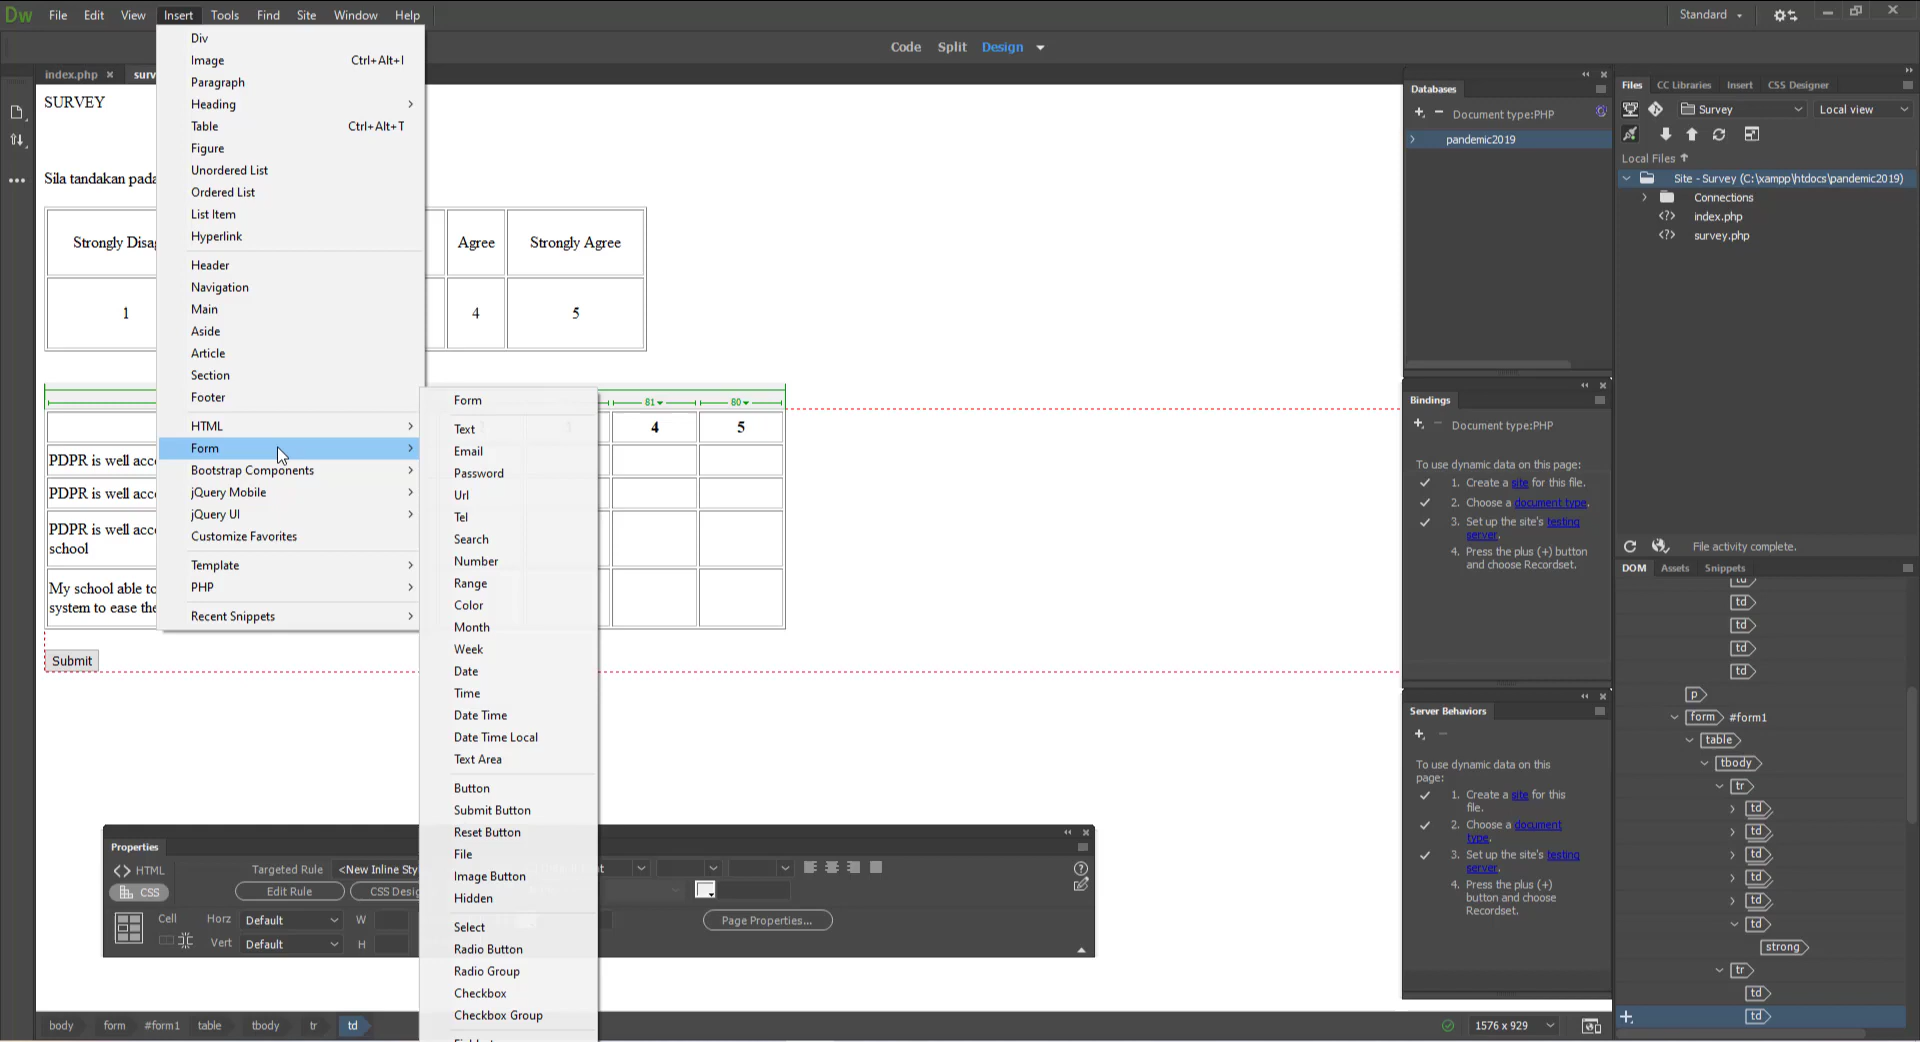 Dw File Edit View Insert Tools Find Site Window Help Standard
Code Split Design
index.php × surv
SURVEY
Sila tandakan pada
Strongly Disag Agree Strongly Agree
1 4 5
81 80
4 5
PDPR is well acc
PDPR is well acc
PDPR is well acc
school
My school able to
system to ease the
Submit
Div
Image Ctrl+Alt+I
Paragraph
Heading
Table Ctrl+Alt+T
Figure
Unordered List
Ordered List
List Item
Hyperlink
Header
Navigation
Main
Aside
Article
Section
Footer
HTML
Form
Bootstrap Components
jQuery Mobile
jQuery UI
Customize Favorites
Template
PHP
Recent Snippets
Form
Text
Email
Password
Url
Tel
Search
Number
Range
Color
Month
Week
Date
Time
Date Time
Date Time Local
Text Area
Button
Submit Button
Reset Button
File
Image Button
Hidden
Select
Radio Button
Radio Group
Checkbox
Checkbox Group
Properties
<> HTML Targeted Rule <New Inline Sty
CSS Edit Rule CSS Desig
Cell Horz Default W Page Properties...
Vert Default H
body form #form1 table tbody tr td
1576 x 929
Databases
Document type:PHP
pandemic2019
Bindings
Document type:PHP
To use dynamic data on this page:
1. Create a site for this file.
2. Choose a document type.
3. Set up the site's testing
server.
4. Press the plus (+) button
and choose Recordset.
Server Behaviors
To use dynamic data on this
page:
1. Create a site for this
file.
2. Choose a document
type.
3. Set up the site's testing
server.
4. Press the plus (+)
button and choose
Recordset.
Files CC Libraries Insert CSS Designer
Survey Local view
Local Files
Site - Survey (C:\xampp\htdocs\pandemic2019)
Connections
index.php
survey.php
File activity complete.
DOM Assets Snippets
td
td
td
td
td
p
form #form1
table
tbody
tr
td
td
td
td
td
td
strong
tr
td
td